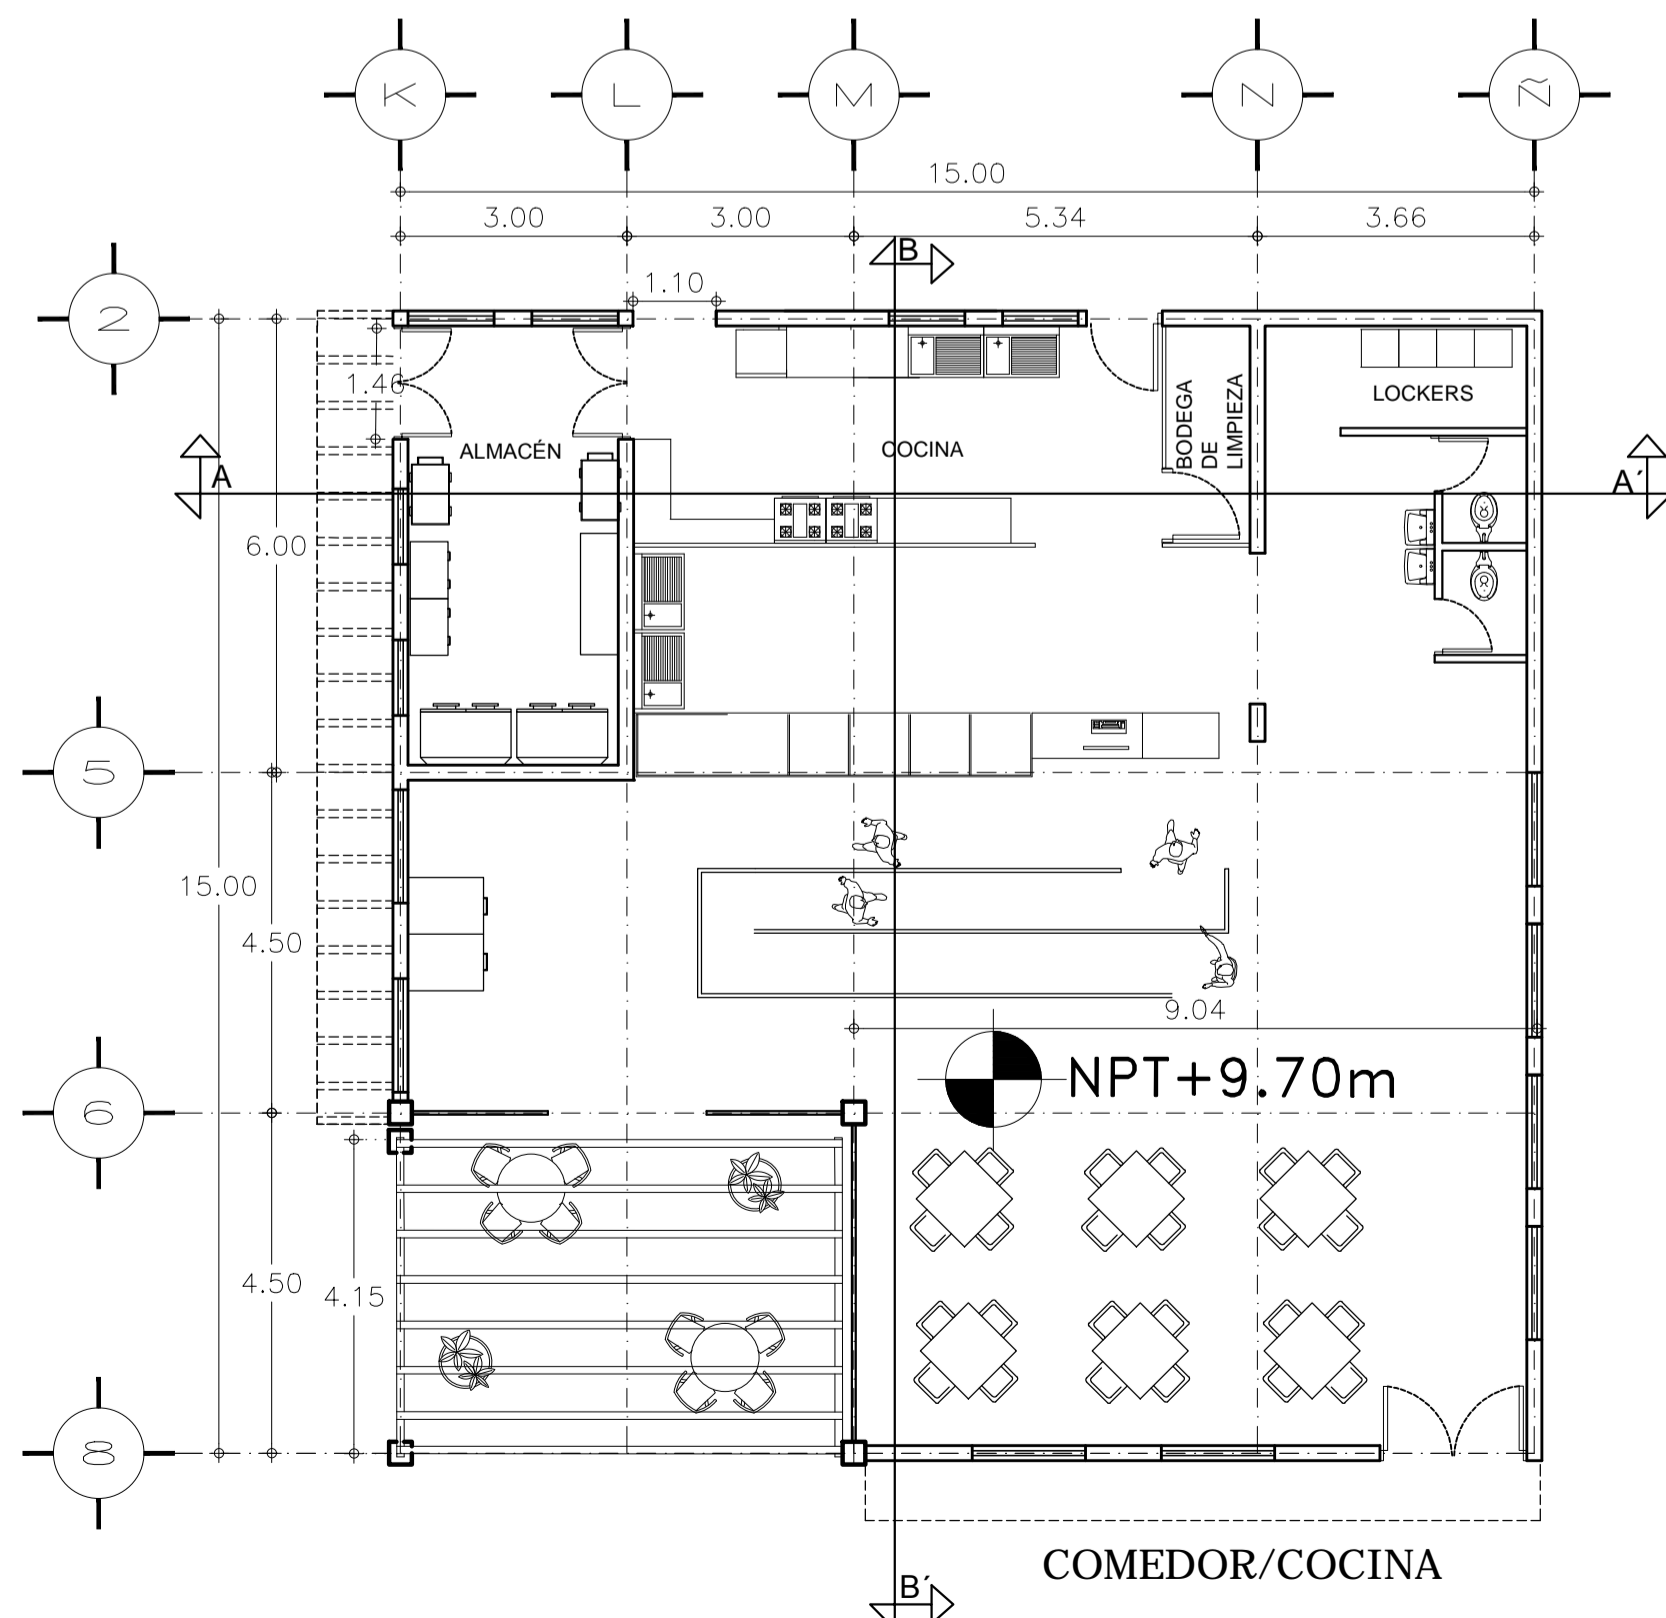 K L M N Ñ
15.00
3.00 3.00 5.34 3.66
B
1.10
2
1.46
ALMACÉN
COCINA
BODEGA
DE
LIMPIEZA
LOCKERS
A
A´
6.00
5
15.00
4.50
9.04
NPT+9.70m
6
4.50
4.15
8
COMEDOR/COCINA
B´